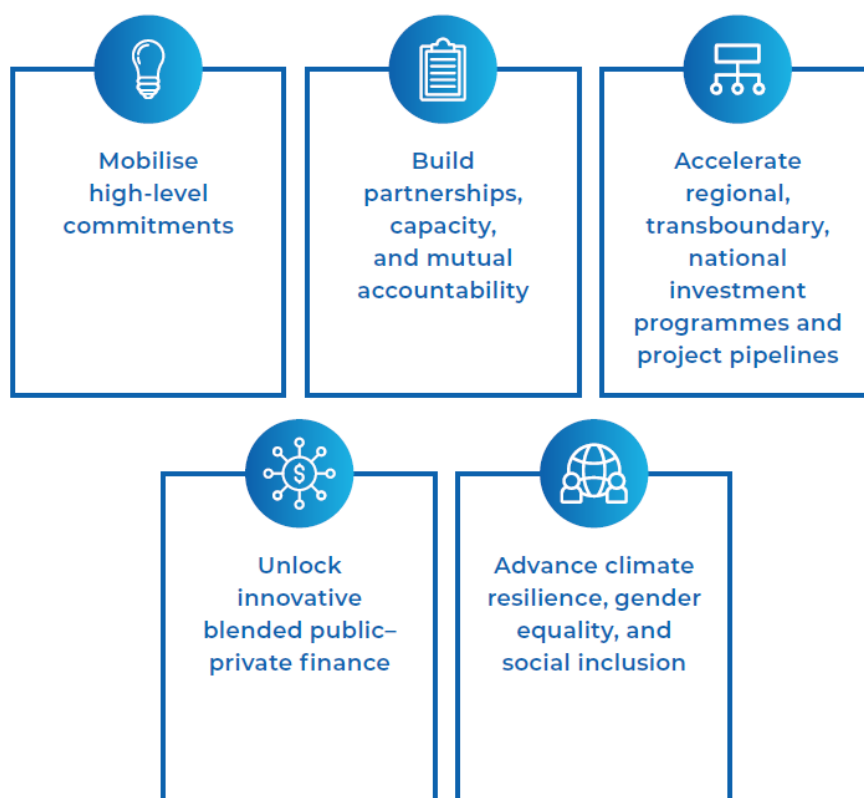 Mobilise
high-level
commitments
Build
partnerships,
capacity,
and mutual
accountability
Accelerate
regional,
transboundary,
national
investment
programmes and
project pipelines
$
Unlock
innovative
blended public–
private finance
Advance climate
resilience, gender
equality, and
social inclusion